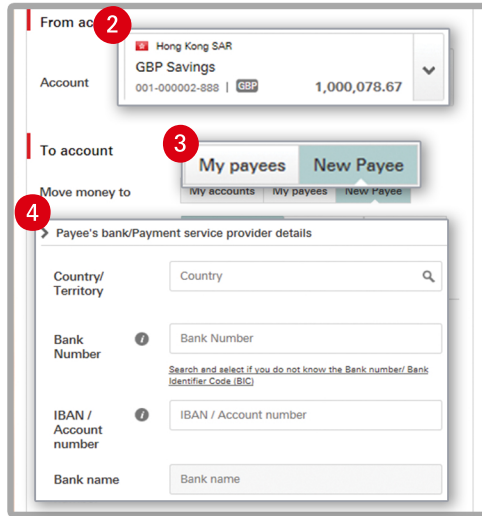 From ac
2
Hong Kong SAR
GBP Savings
001-000002-888 | GBP
1,000,078.67
Account
To account
3
My payees New Payee
Move money to
My accounts My payees New Payee
4
Payee's bank/Payment service provider details
Country/
Territory
Country
Bank
Number
Bank Number
Search and select if you do not know the Bank number/ Bank
Identifier Code (BIC)
IBAN /
Account
number
IBAN / Account number
Bank name
Bank name